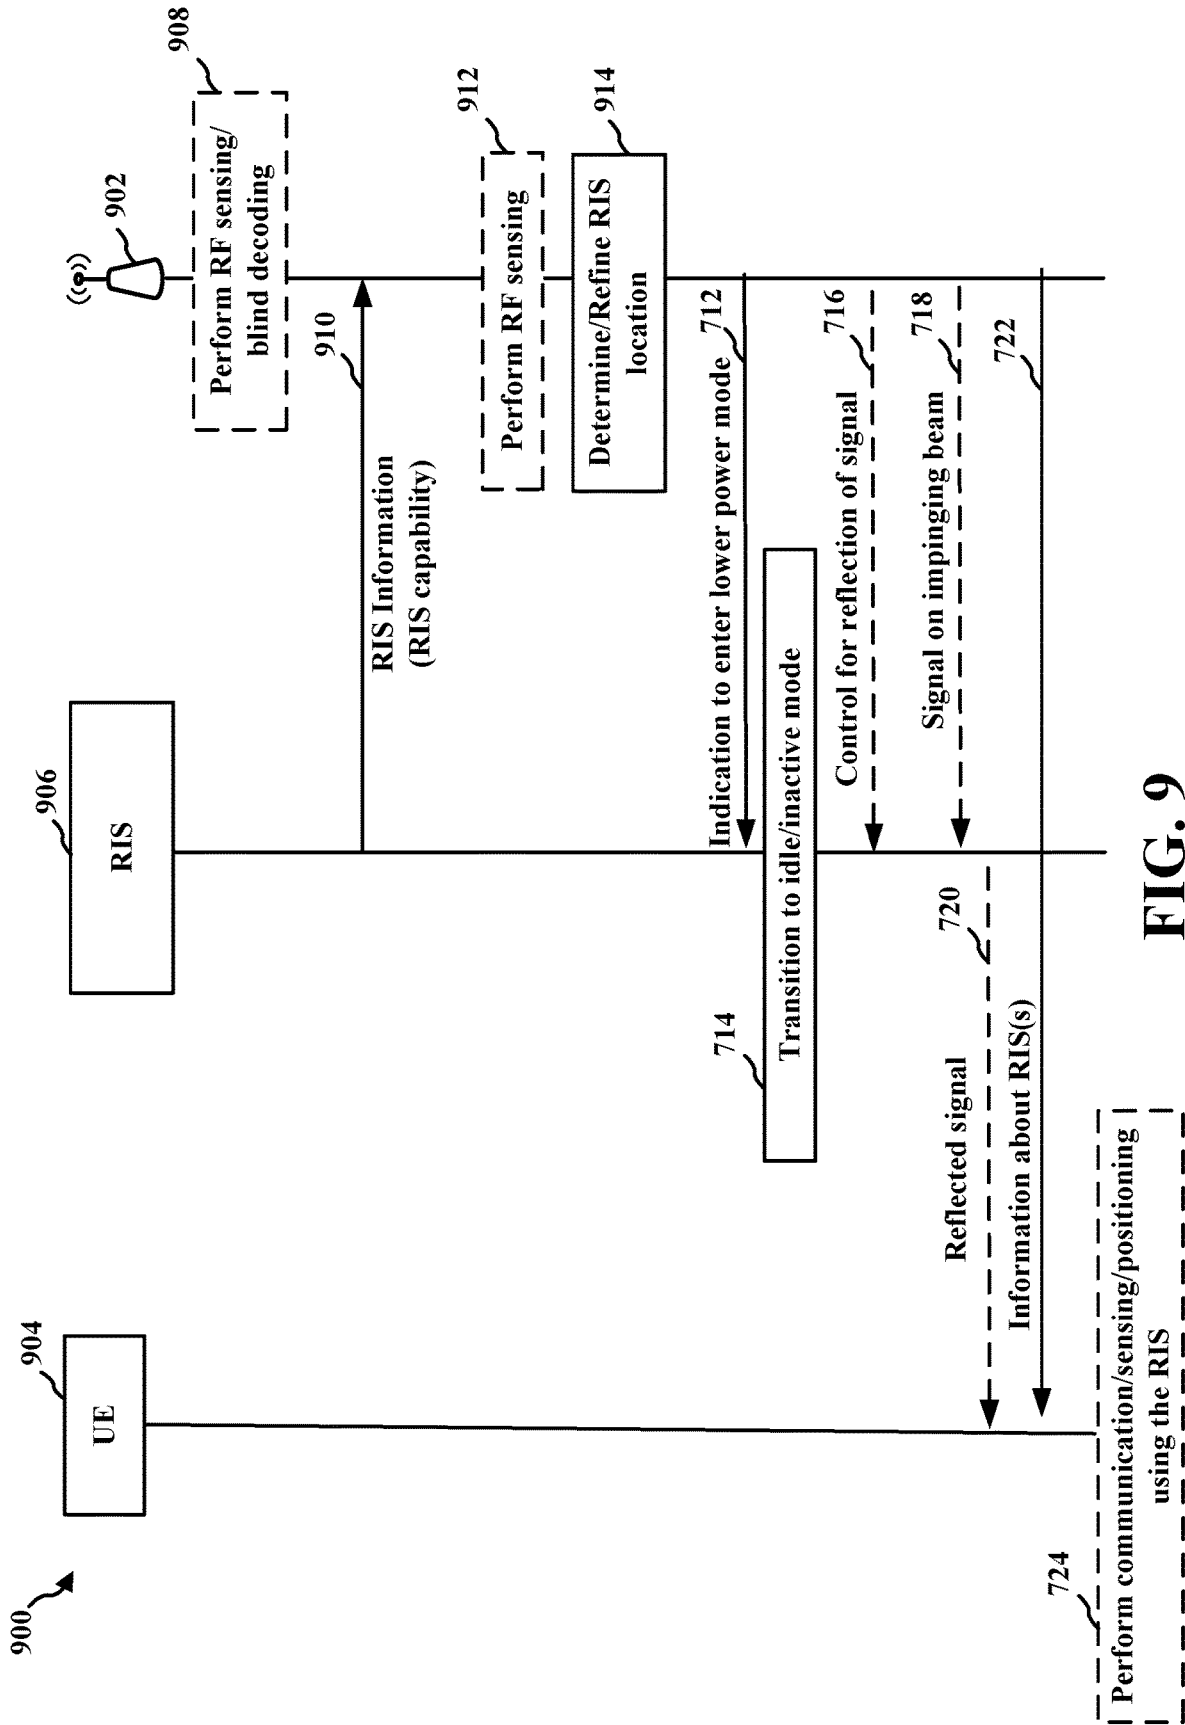 900
904
UE
906
RIS
902
908
Perform RF sensing/
blind decoding
910
RIS Information
(RIS capability)
912
Perform RF sensing
914
Determine/Refine RIS
location
712
Indication to enter lower power mode
714
Transition to idle/inactive mode
716
Control for reflection of signal
718
Signal on impinging beam
720
Reflected signal
722
Information about RIS(s)
724
Perform communication/sensing/positioning
using the RIS
FIG. 9